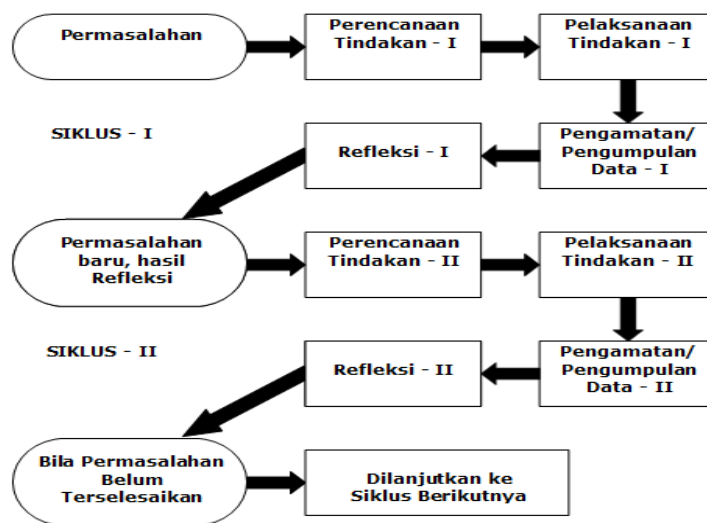 Permasalahan
Perencanaan
Tindakan - I
Pelaksanaan
Tindakan - I
SIKLUS - I
Refleksi - I
Pengamatan/
Pengumpulan
Data - I
Permasalahan
baru, hasil
Refleksi
Perencanaan
Tindakan - II
Pelaksanaan
Tindakan - II
SIKLUS - II
Refleksi - II
Pengamatan/
Pengumpulan
Data - II
Bila Permasalahan
Belum
Terselesaikan
Dilanjutkan ke
Siklus Berikutnya